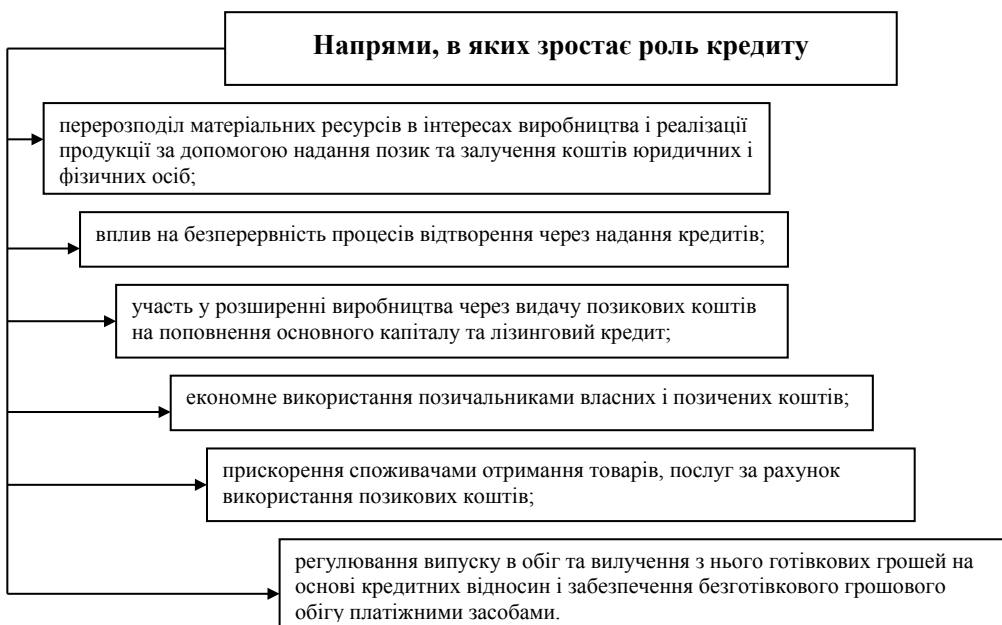 Напрями, в яких зростає роль кредиту
перерозподіл матеріальних ресурсів в інтересах виробництва і реалізації
продукції за допомогою надання позик та залучення коштів юридичних і
фізичних осіб;
вплив на безперервність процесів відтворення через надання кредитів;
участь у розширенні виробництва через видачу позикових коштів
на поповнення основного капіталу та лізинговий кредит;
економне використання позичальниками власних і позичених коштів;
прискорення споживачами отримання товарів, послуг за рахунок
використання позикових коштів;
регулювання випуску в обіг та вилучення з нього готівкових грошей на
основі кредитних відносин і забезпечення безготівкового грошового
обігу платіжними засобами.